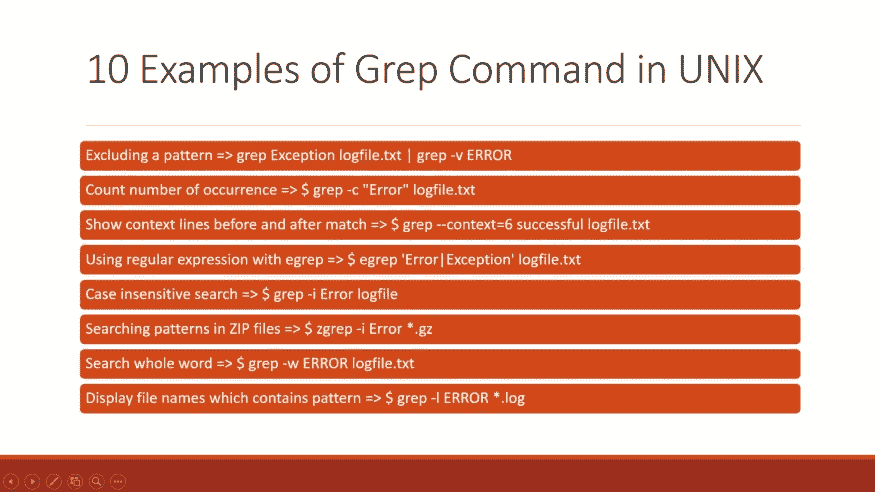 10 Examples of Grep Command in UNIX
Excluding a pattern => grep Exception logfile.txt | grep -v ERROR
Count number of occurrence => $ grep -c "Error" logfile.txt
Show context lines before and after match => $ grep --context=6 successful logfile.txt
Using regular expression with egrep => $ egrep 'Error|Exception' logfile.txt
Case insensitive search => $ grep -i Error logfile
Searching patterns in ZIP files => $ zgrep -i Error *.gz
Search whole word => $ grep -w ERROR logfile.txt
Display file names which contains pattern => $ grep -l ERROR *.log